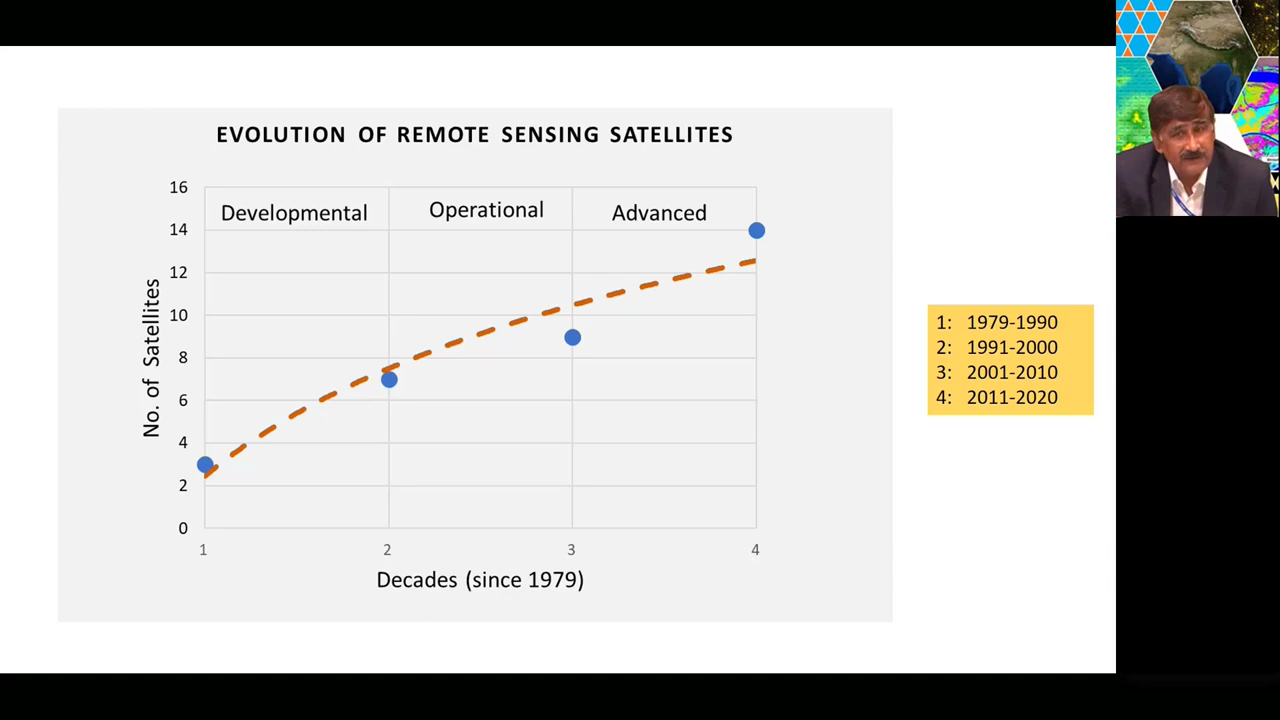 EVOLUTION OF REMOTE SENSING SATELLITES
16
14
12
10
8
6
4
2
0
No. of Satellites
Developmental
Operational
Advanced
1
2
3
4
Decades (since 1979)
1: 1979-1990
2: 1991-2000
3: 2001-2010
4: 2011-2020